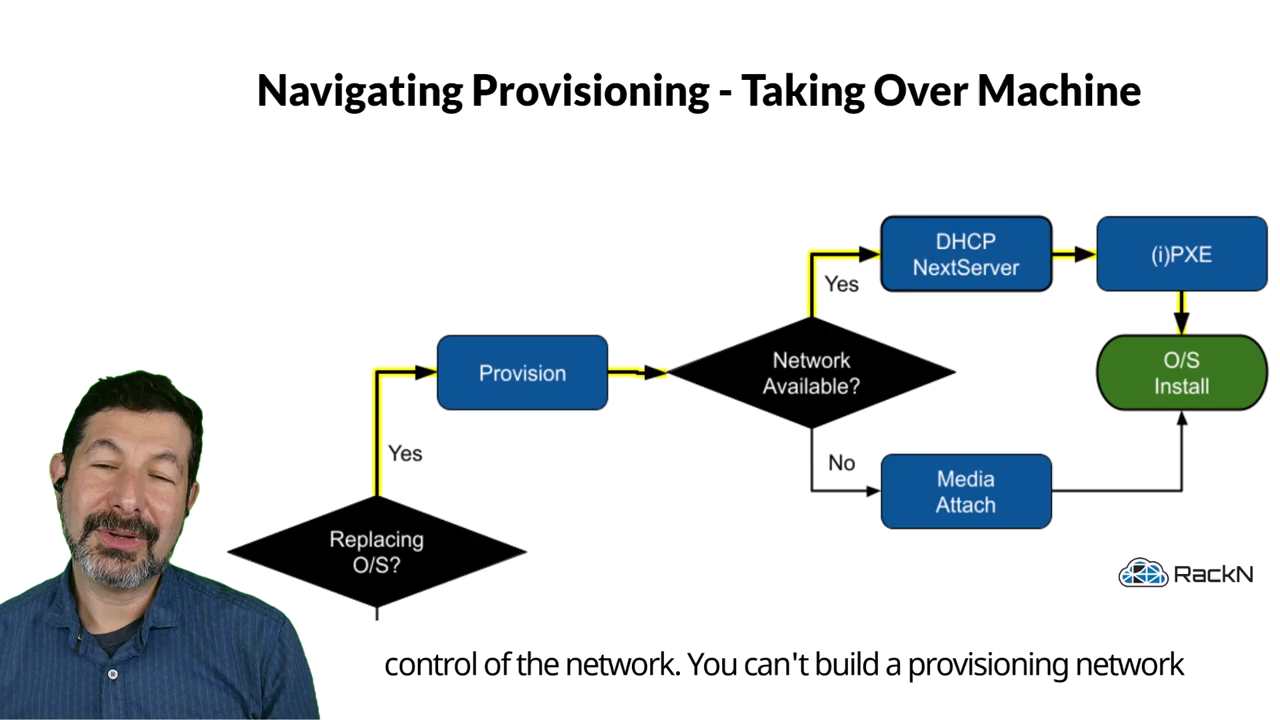 Navigating Provisioning - Taking Over Machine
DHCP
NextServer
(i)PXE
Yes
Network
Available?
O/S
Install
Provision
Yes
No
Media
Attach
Replacing
O/S?
RackN
control of the network. You can't build a provisioning network